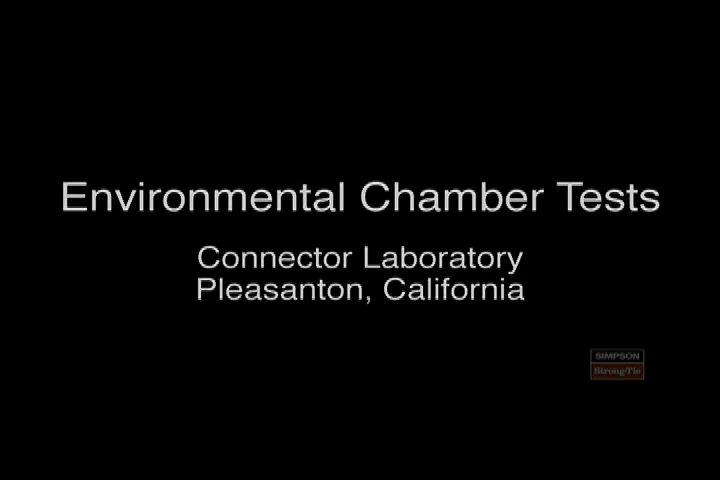 Environmental Chamber Tests
Connector Laboratory
Pleasanton, California
SIMPSON
Strong-Tie